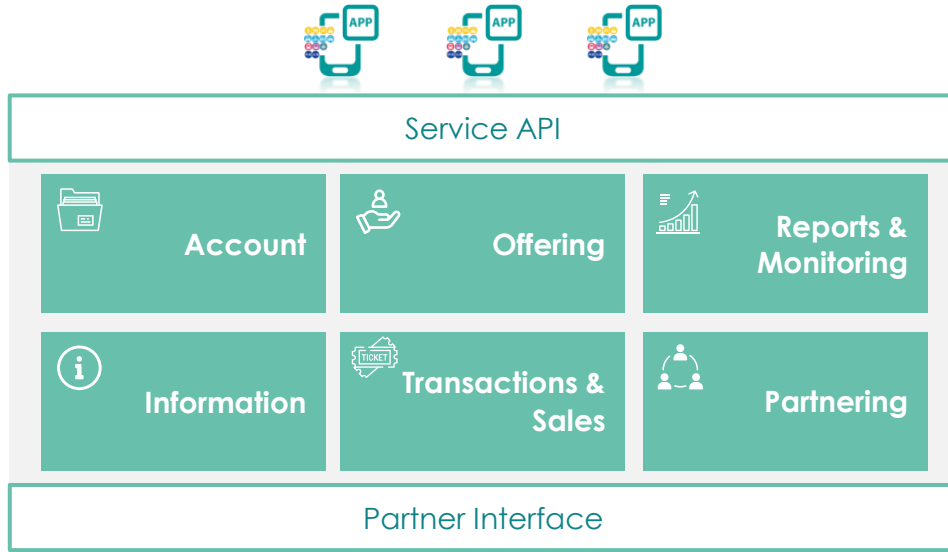 APP
APP
APP
Service API
Account
Offering
Reports &
Monitoring
Information
TICKET
Transactions &
Sales
Partnering
Partner Interface